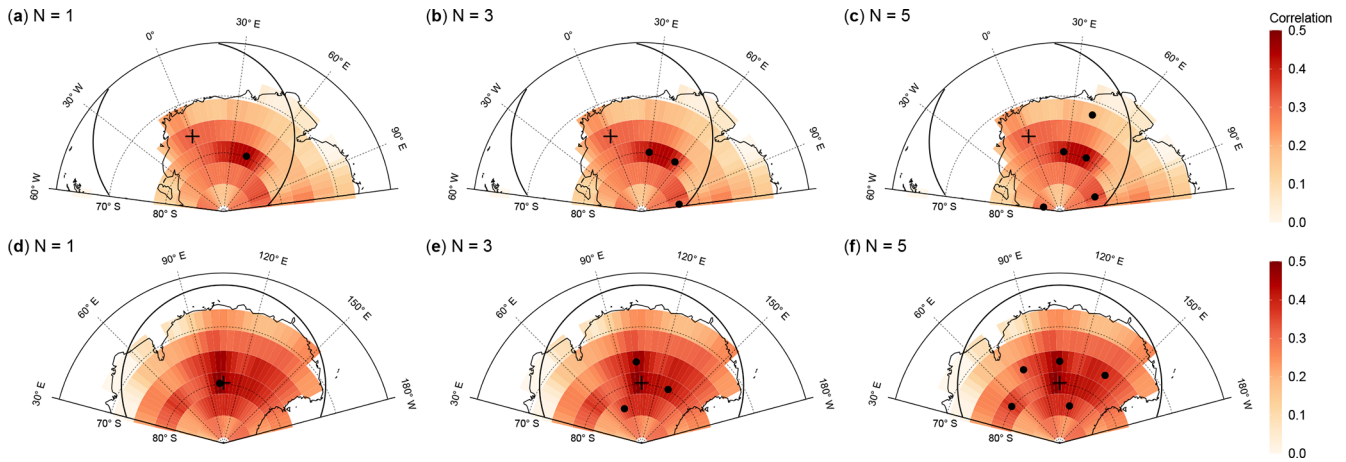 (a) N = 1
(b) N = 3
(c) N = 5
Correlation
0°
30° E
60° E
90° E
30° W
60° W
70° S
80° S
0°
30° E
60° E
90° E
30° W
60° W
70° S
80° S
0°
30° E
60° E
90° E
30° W
60° W
70° S
80° S
0.5
0.4
0.3
0.2
0.1
0.0
(d) N = 1
(e) N = 3
(f) N = 5
30° E
60° E
90° E
120° E
150° E
180° W
70° S
80° S
30° E
60° E
90° E
120° E
150° E
180° W
70° S
80° S
30° E
60° E
90° E
120° E
150° E
180° W
70° S
80° S
0.5
0.4
0.3
0.2
0.1
0.0